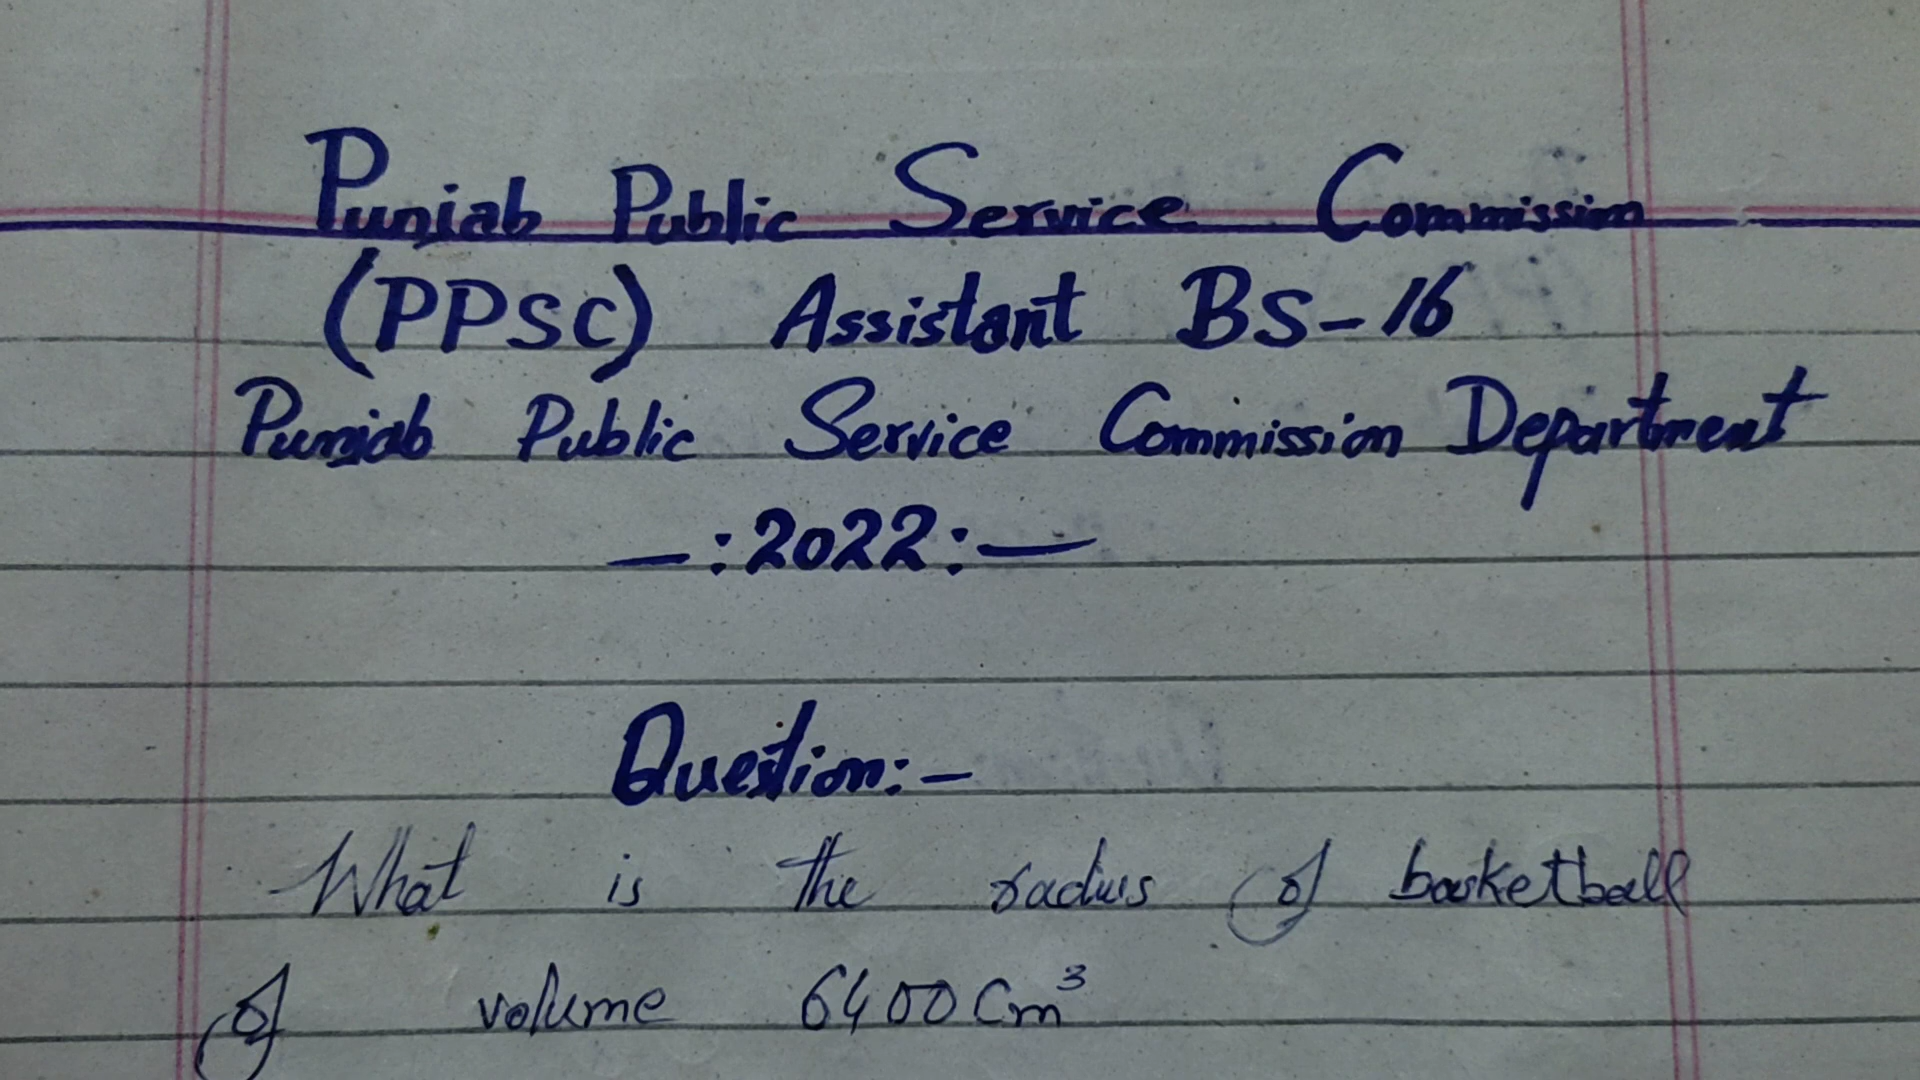 Punjab Public Service Commission
(PPSC) Assistant BS-16
Punjab Public Service Commission Department
—:2022:—
Question:-
What is the radius of basketball
of volume 6400 Cm³